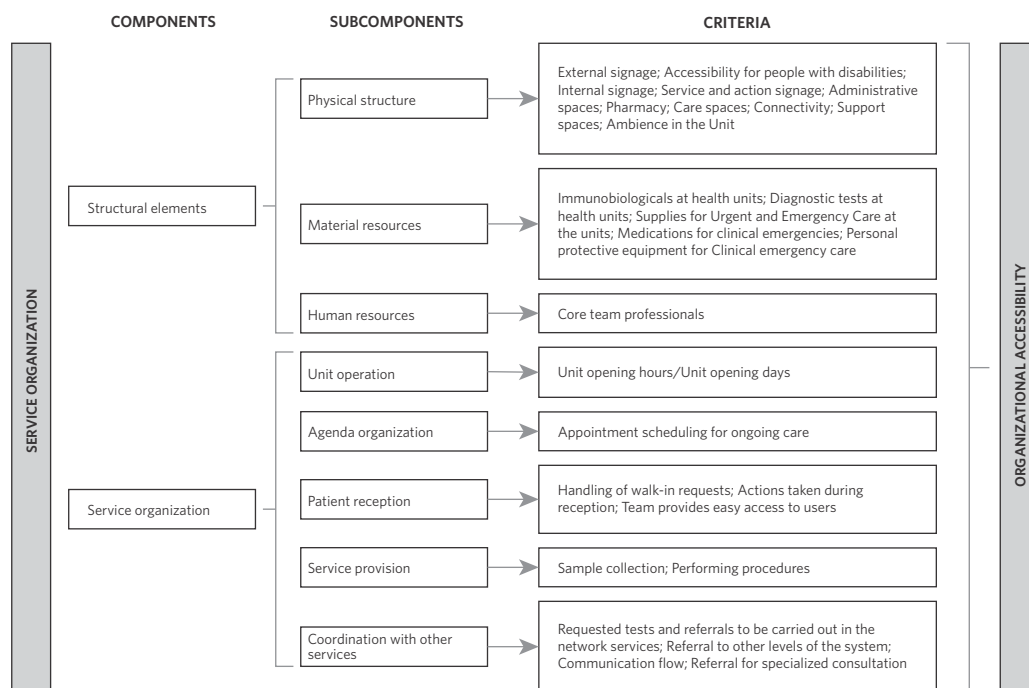 COMPONENTS
SUBCOMPONENTS
CRITERIA
SERVICE ORGANIZATION
Structural elements
Physical structure
External signage; Accessibility for people with disabilities;
Internal signage; Service and action signage; Administrative
spaces; Pharmacy; Care spaces; Connectivity; Support
spaces; Ambience in the Unit
Material resources
Immunobiologicals at health units; Diagnostic tests at
health units; Supplies for Urgent and Emergency Care at
the units; Medications for clinical emergencies; Personal
protective equipment for Clinical emergency care
Human resources
Core team professionals
Service organization
Unit operation
Unit opening hours/Unit opening days
Agenda organization
Appointment scheduling for ongoing care
Patient reception
Handling of walk-in requests; Actions taken during
reception; Team provides easy access to users
Service provision
Sample collection; Performing procedures
Coordination with other
services
Requested tests and referrals to be carried out in the
network services; Referral to other levels of the system;
Communication flow; Referral for specialized consultation
ORGANIZATIONAL ACCESSIBILITY